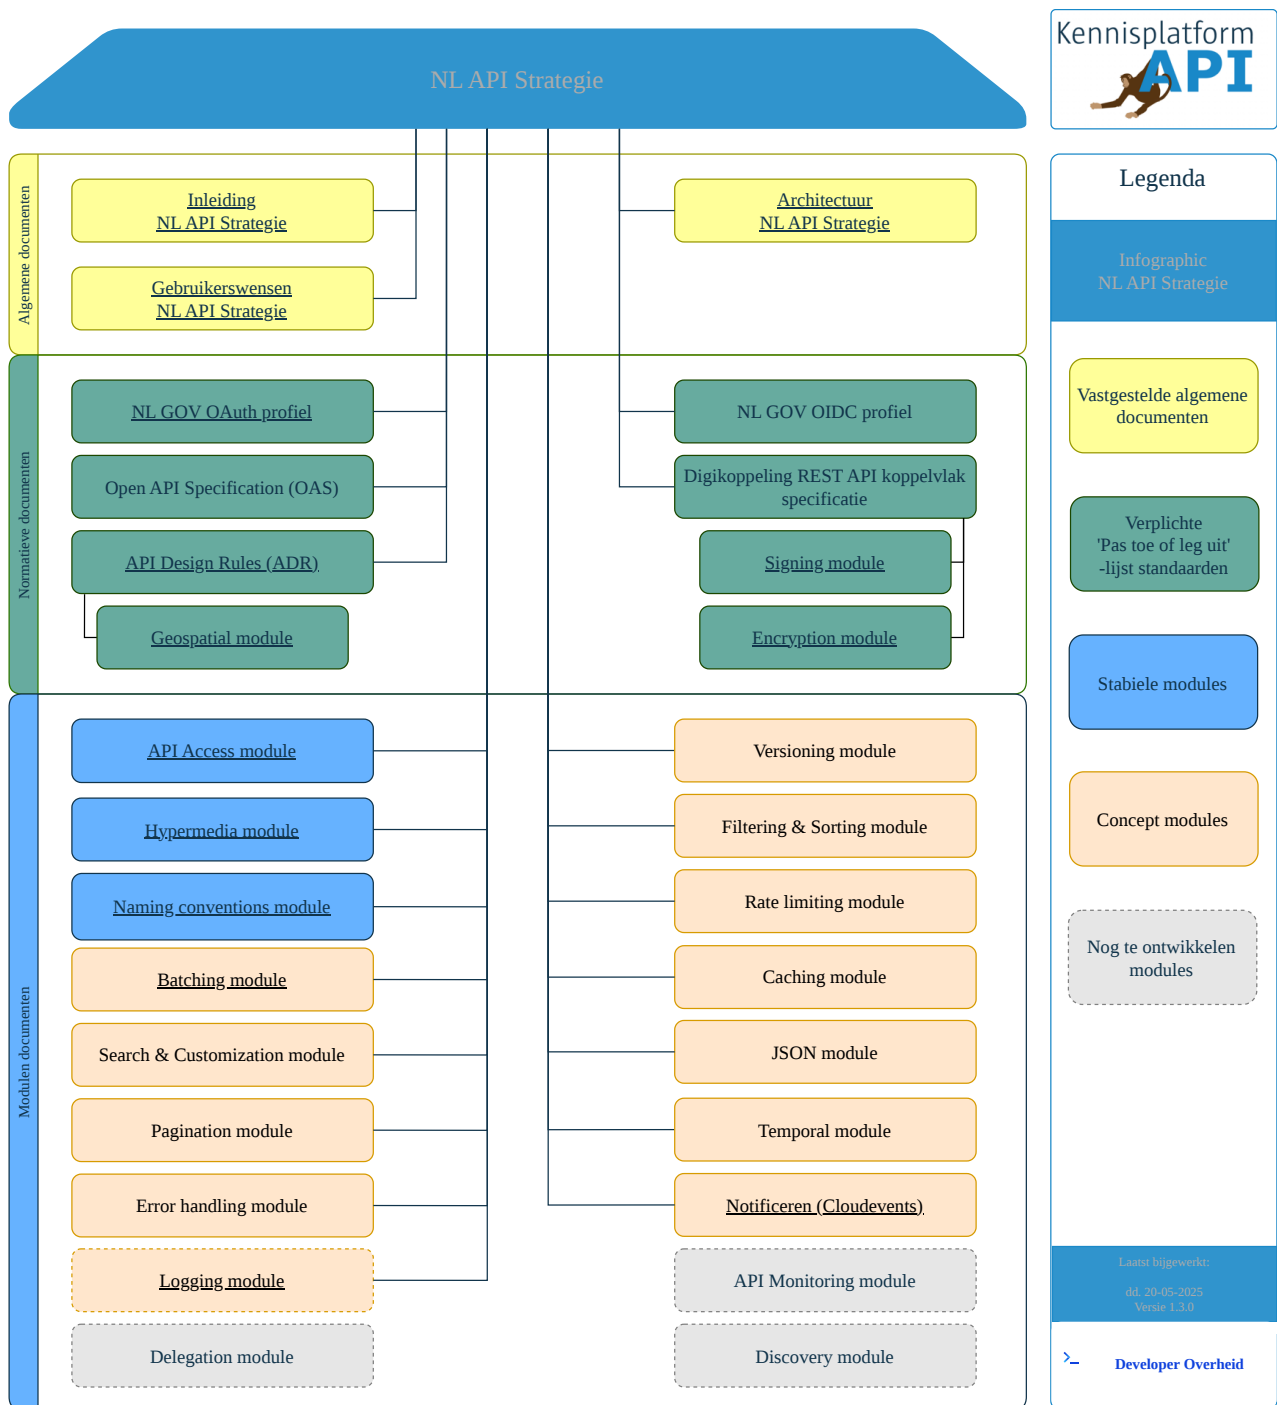 NL API Strategie
Kennisplatform
API
Algemene documenten
Inleiding
NL API Strategie
Gebruikerswensen
NL API Strategie
Architectuur
NL API Strategie
Normatieve documenten
NL GOV OAuth profiel
Open API Specification (OAS)
API Design Rules (ADR)
Geospatial module
NL GOV OIDC profiel
Digikoppeling REST API koppelvlak
specificatie
Signing module
Encryption module
Modulen documenten
API Access module
Hypermedia module
Naming conventions module
Batching module
Search & Customization module
Pagination module
Error handling module
Logging module
Delegation module
Versioning module
Filtering & Sorting module
Rate limiting module
Caching module
JSON module
Temporal module
Notificeren (Cloudevents)
API Monitoring module
Discovery module
Legenda
Infographic
NL API Strategie
Vastgestelde algemene
documenten
Verplichte
'Pas toe of leg uit'
-lijst standaarden
Stabiele modules
Concept modules
Nog te ontwikkelen
modules
Laatst bijgewerkt:
dd. 20-05-2025
Versie 1.3.0
Developer Overheid